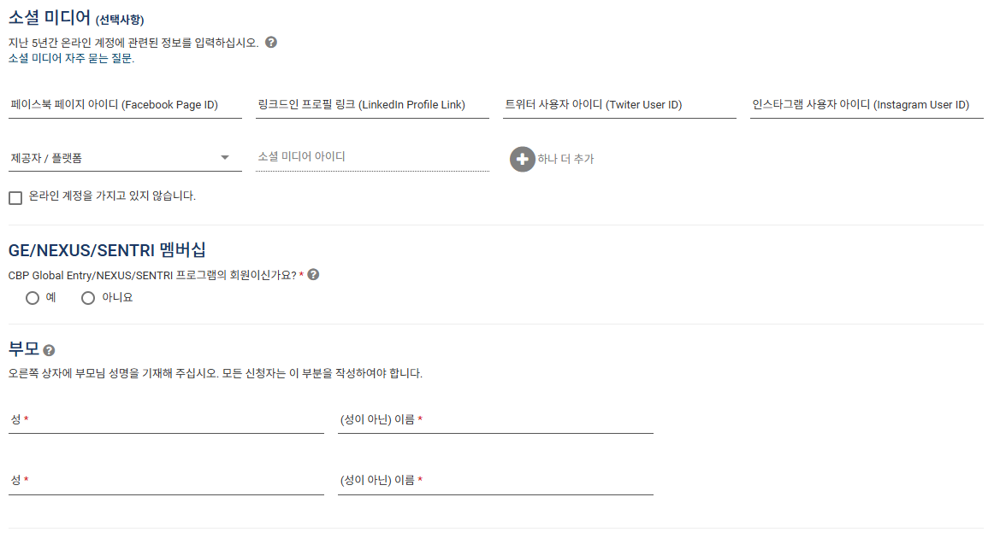 소셜 미디어 (선택사항)
지난 5년간 온라인 계정에 관련된 정보를 입력하십시오. ?
소셜 미디어 자주 묻는 질문.
페이스북 페이지 아이디 (Facebook Page ID) 링크드인 프로필 링크 (LinkedIn Profile Link) 트위터 사용자 아이디 (Twiter User ID) 인스타그램 사용자 아이디 (Instagram User ID)
제공자 / 플랫폼 소셜 미디어 아이디 하나 더 추가
온라인 계정을 가지고 있지 않습니다.
GE/NEXUS/SENTRI 멤버십
CBP Global Entry/NEXUS/SENTRI 프로그램의 회원이신가요? * ?
예 아니요
부모 ?
오른쪽 상자에 부모님 성명을 기재해 주십시오. 모든 신청자는 이 부분을 작성하여야 합니다.
성 * (성이 아닌) 이름 *
성 * (성이 아닌) 이름 *